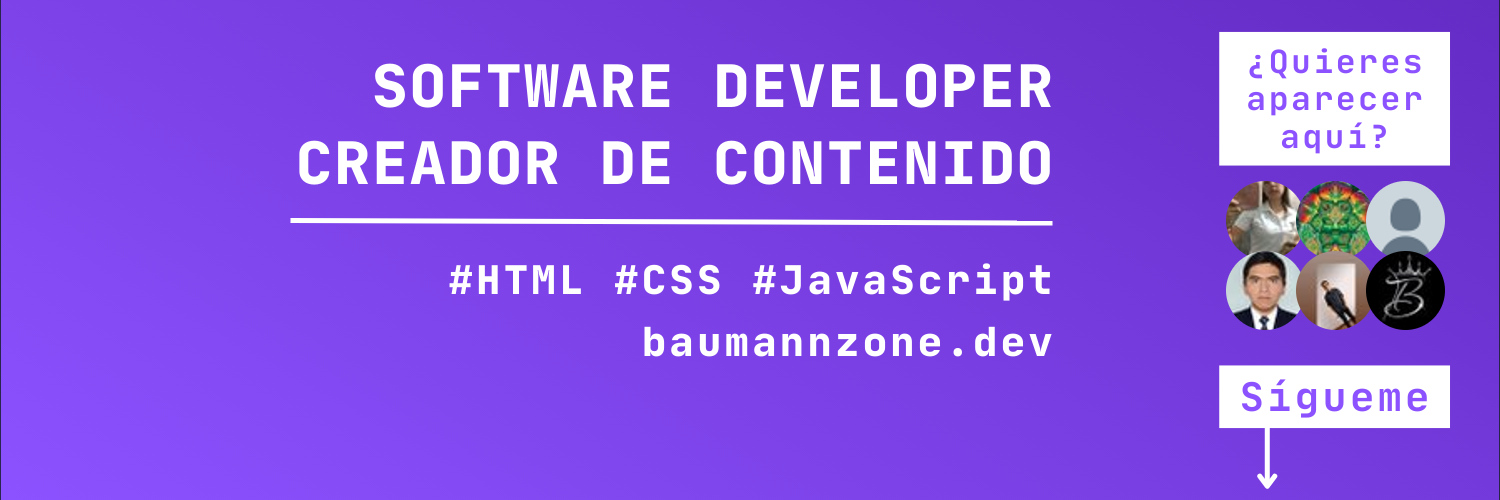 SOFTWARE DEVELOPER
CREADOR DE CONTENIDO
#HTML #CSS #JavaScript
baumannzone.dev
¿Quieres
aparecer
aquí?
B
Sígueme